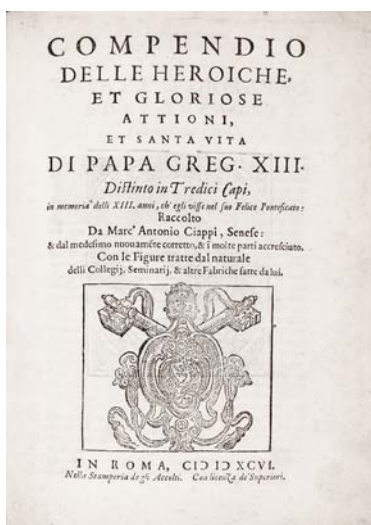 COMPENDIO
DELLE HEROICHE,
ET GLORIOSE
ATTIONI,
ET SANTA VITA
DI PAPA GREG. XIII.
Distinto in Tredici Capi,
in memoria delli XIII. anni, ch'egli visse nel suo Felice Pontificato:
Raccolto
Da Marc' Antonio Ciappi, Senese:
& dal medesimo nuouamẽte corretto, & ĩ molte parti accresciuto.
Con le Figure tratte dal naturale
delli Collegij, Seminarij, & altre Fabriche fatte da lui.
IN ROMA, CIↃ IↃ XCVI.
Nella Stamperia de gli Accolti. Con licenza de' Superiori.